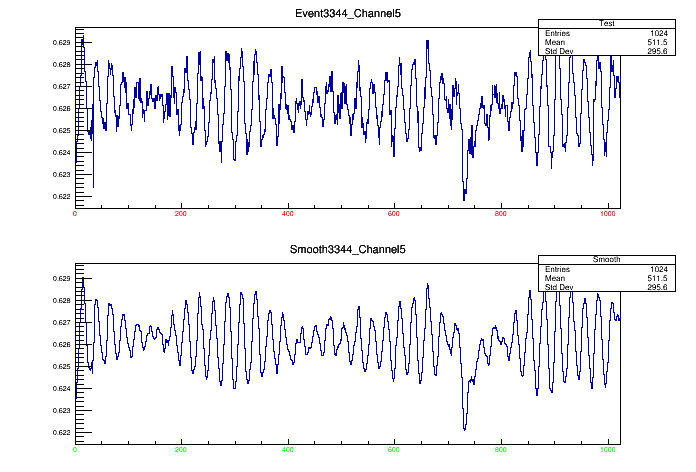 Event3344_Channel5
Test
Entries 1024
Mean 511.5
Std Dev 295.6
0.629
0.628
0.627
0.626
0.625
0.624
0.623
0.622
0 200 400 600 800 1000
Smooth3344_Channel5
Smooth
Entries 1024
Mean 511.5
Std Dev 295.6
0.629
0.628
0.627
0.626
0.625
0.624
0.623
0.622
0 200 400 600 800 1000